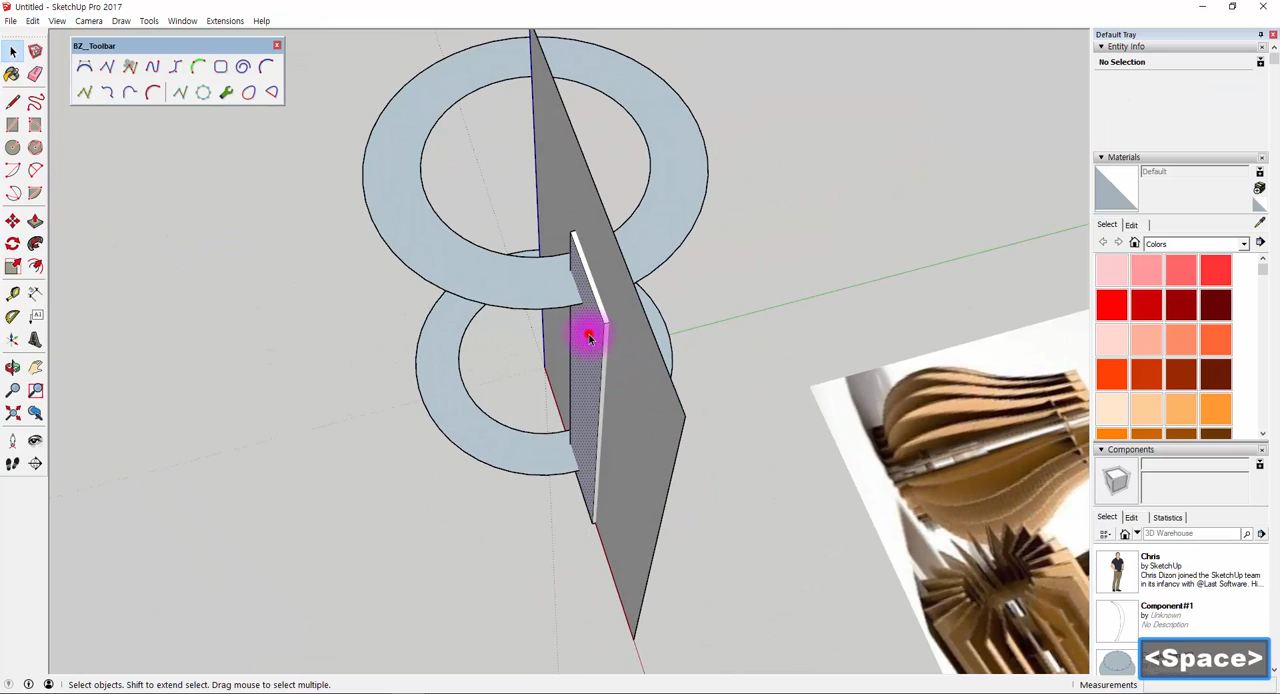 Untitled - SketchUp Pro 2017
File Edit View Camera Draw Tools Window Extensions Help
BZ__Toolbar
Default Tray
Entity Info
No Selection
Materials
Default
Select Edit
Colors
Components
Select Edit Statistics
3D Warehouse
Chris
by SketchUp
Chris Dizon joined the SketchUp team
in its infancy with @Last Software. Hi...
Component#1
by Unknown
No Description
<Space>
Select objects. Shift to extend select. Drag mouse to select multiple.
Measurements